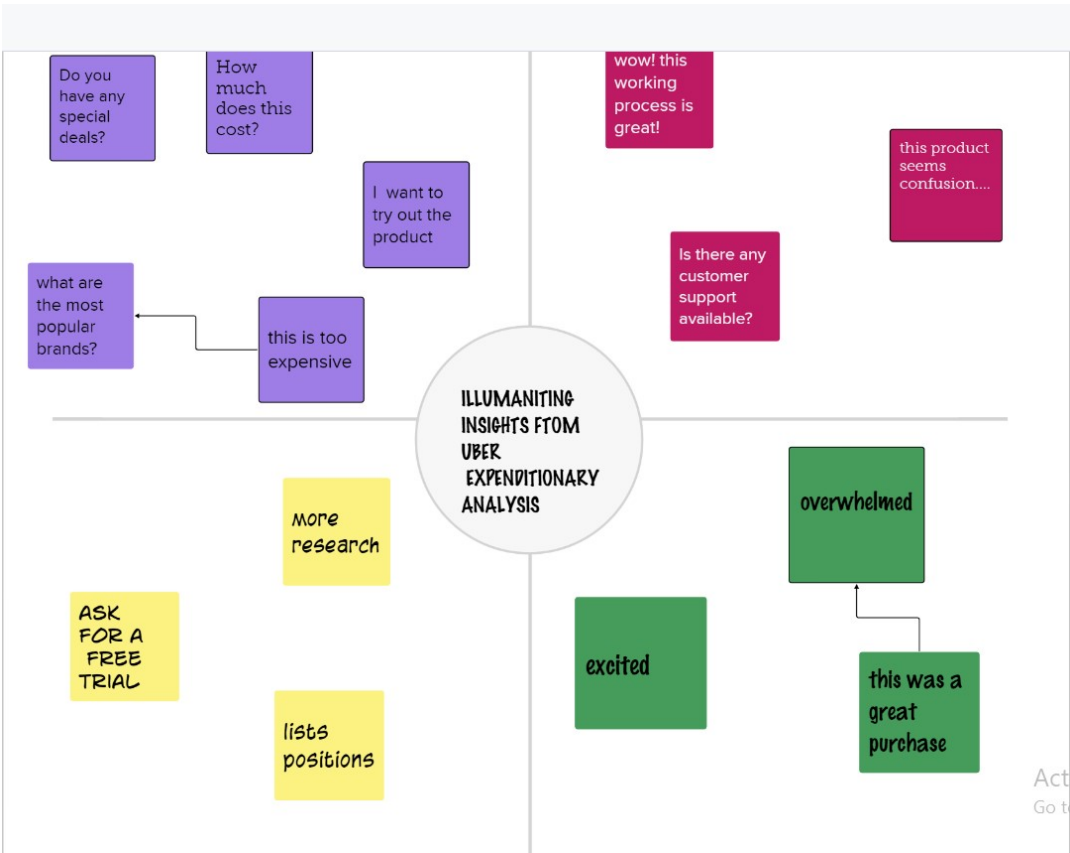 Do you
have any
special
deals?
How
much
does this
cost?
I want to
try out the
product
what are
the most
popular
brands?
this is too
expensive
wow! this
working
process is
great!
this product
seems
confusion....
Is there any
customer
support
available?
ILLUMANITING
INSIGHTS FTOM
UBER
EXPENDITIONARY
ANALYSIS
more
research
ASK
FOR A
FREE
TRIAL
lists
positions
overwhelmed
excited
this was a
great
purchase
Act
Go t